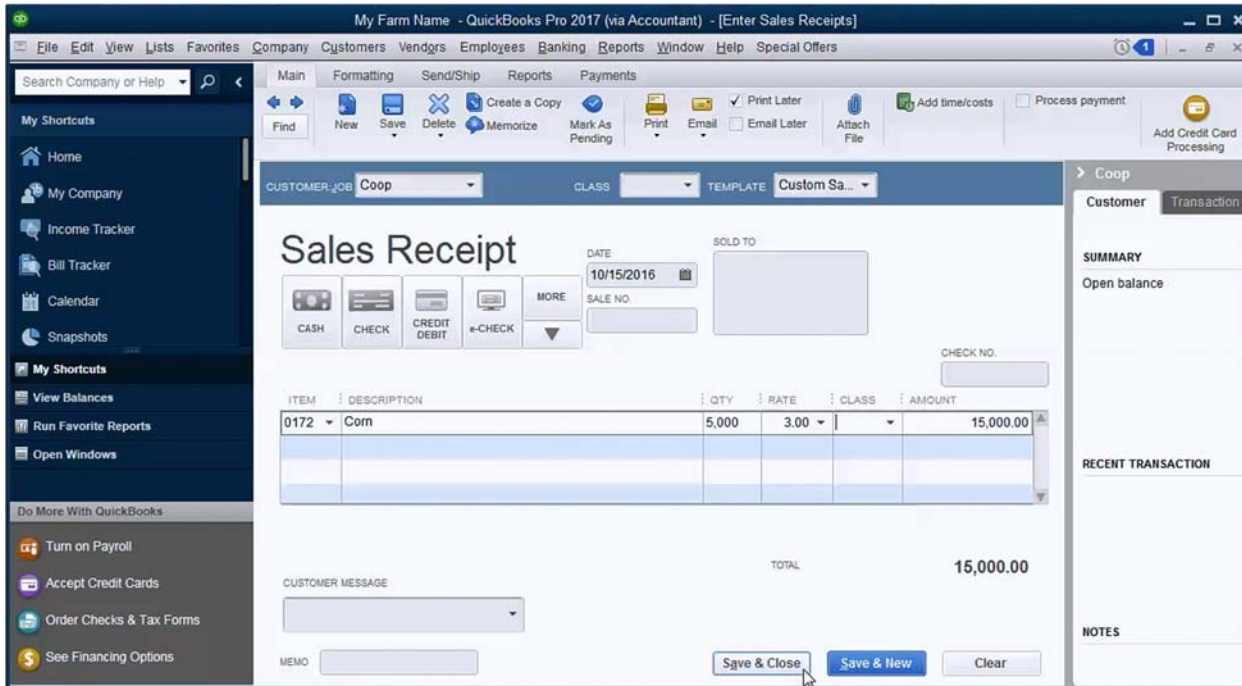 qb My Farm Name - QuickBooks Pro 2017 (via Accountant) - [Enter Sales Receipts]
File Edit View Lists Favorites Company Customers Vendors Employees Banking Reports Window Help Special Offers 1
Search Company or Help
My Shortcuts
Home
My Company
Income Tracker
Bill Tracker
Calendar
Snapshots
My Shortcuts
View Balances
Run Favorite Reports
Open Windows
Do More With QuickBooks
Turn on Payroll
Accept Credit Cards
Order Checks & Tax Forms
See Financing Options
Main Formatting Send/Ship Reports Payments
Find
New
Save
Delete
Create a Copy
Memorize
Mark As
Pending
Print
Email
Print Later
Email Later
Attach
File
Add time/costs
Process payment
Add Credit Card
Processing
CUSTOMER:JOB Coop CLASS TEMPLATE Custom Sa...
Sales Receipt
CASH
CHECK
CREDIT
DEBIT
e-CHECK
MORE
DATE
10/15/2016
SALE NO.
SOLD TO
CHECK NO.
ITEM DESCRIPTION QTY RATE CLASS AMOUNT
0172 Corn 5,000 3.00 15,000.00
TOTAL 15,000.00
CUSTOMER MESSAGE
MEMO
Save & Close Save & New Clear
Coop
Customer Transaction
SUMMARY
Open balance
RECENT TRANSACTION
NOTES